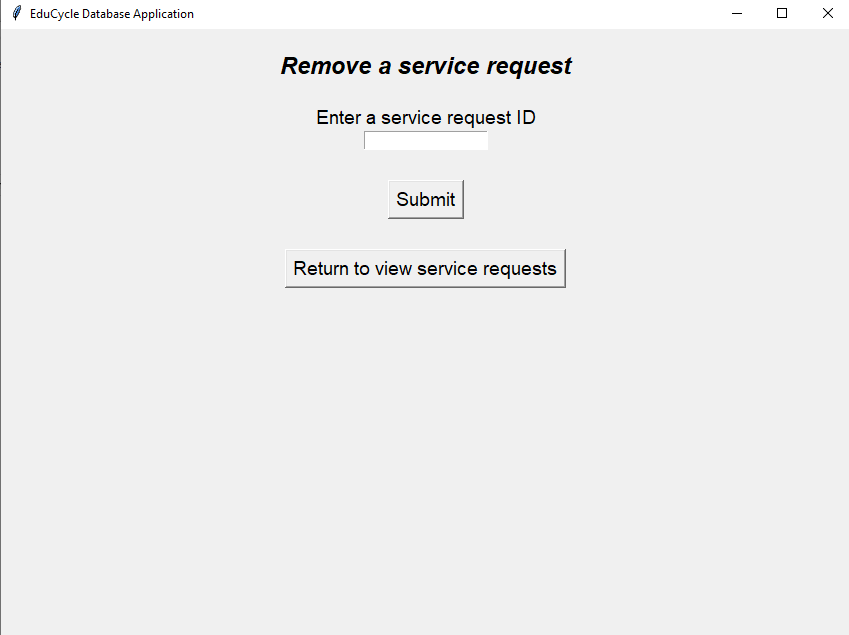 EduCycle Database Application
Remove a service request
Enter a service request ID
Submit
Return to view service requests